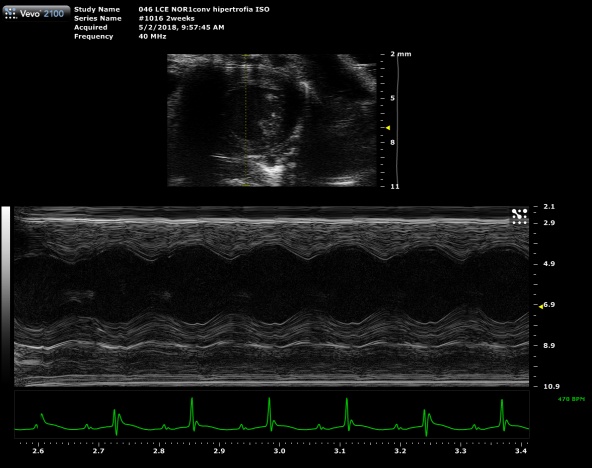 Vevo 2100
Study Name 046 LCE NOR1conv hipertrofia ISO
Series Name #1016 2weeks
Acquired 5/2/2018, 9:57:45 AM
Frequency 40 MHz
2 mm
5
8
11
2.1
2.9
4.9
6.9
8.9
10.9
470 BPM
2.6 2.7 2.8 2.9 3.0 3.1 3.2 3.3 3.4